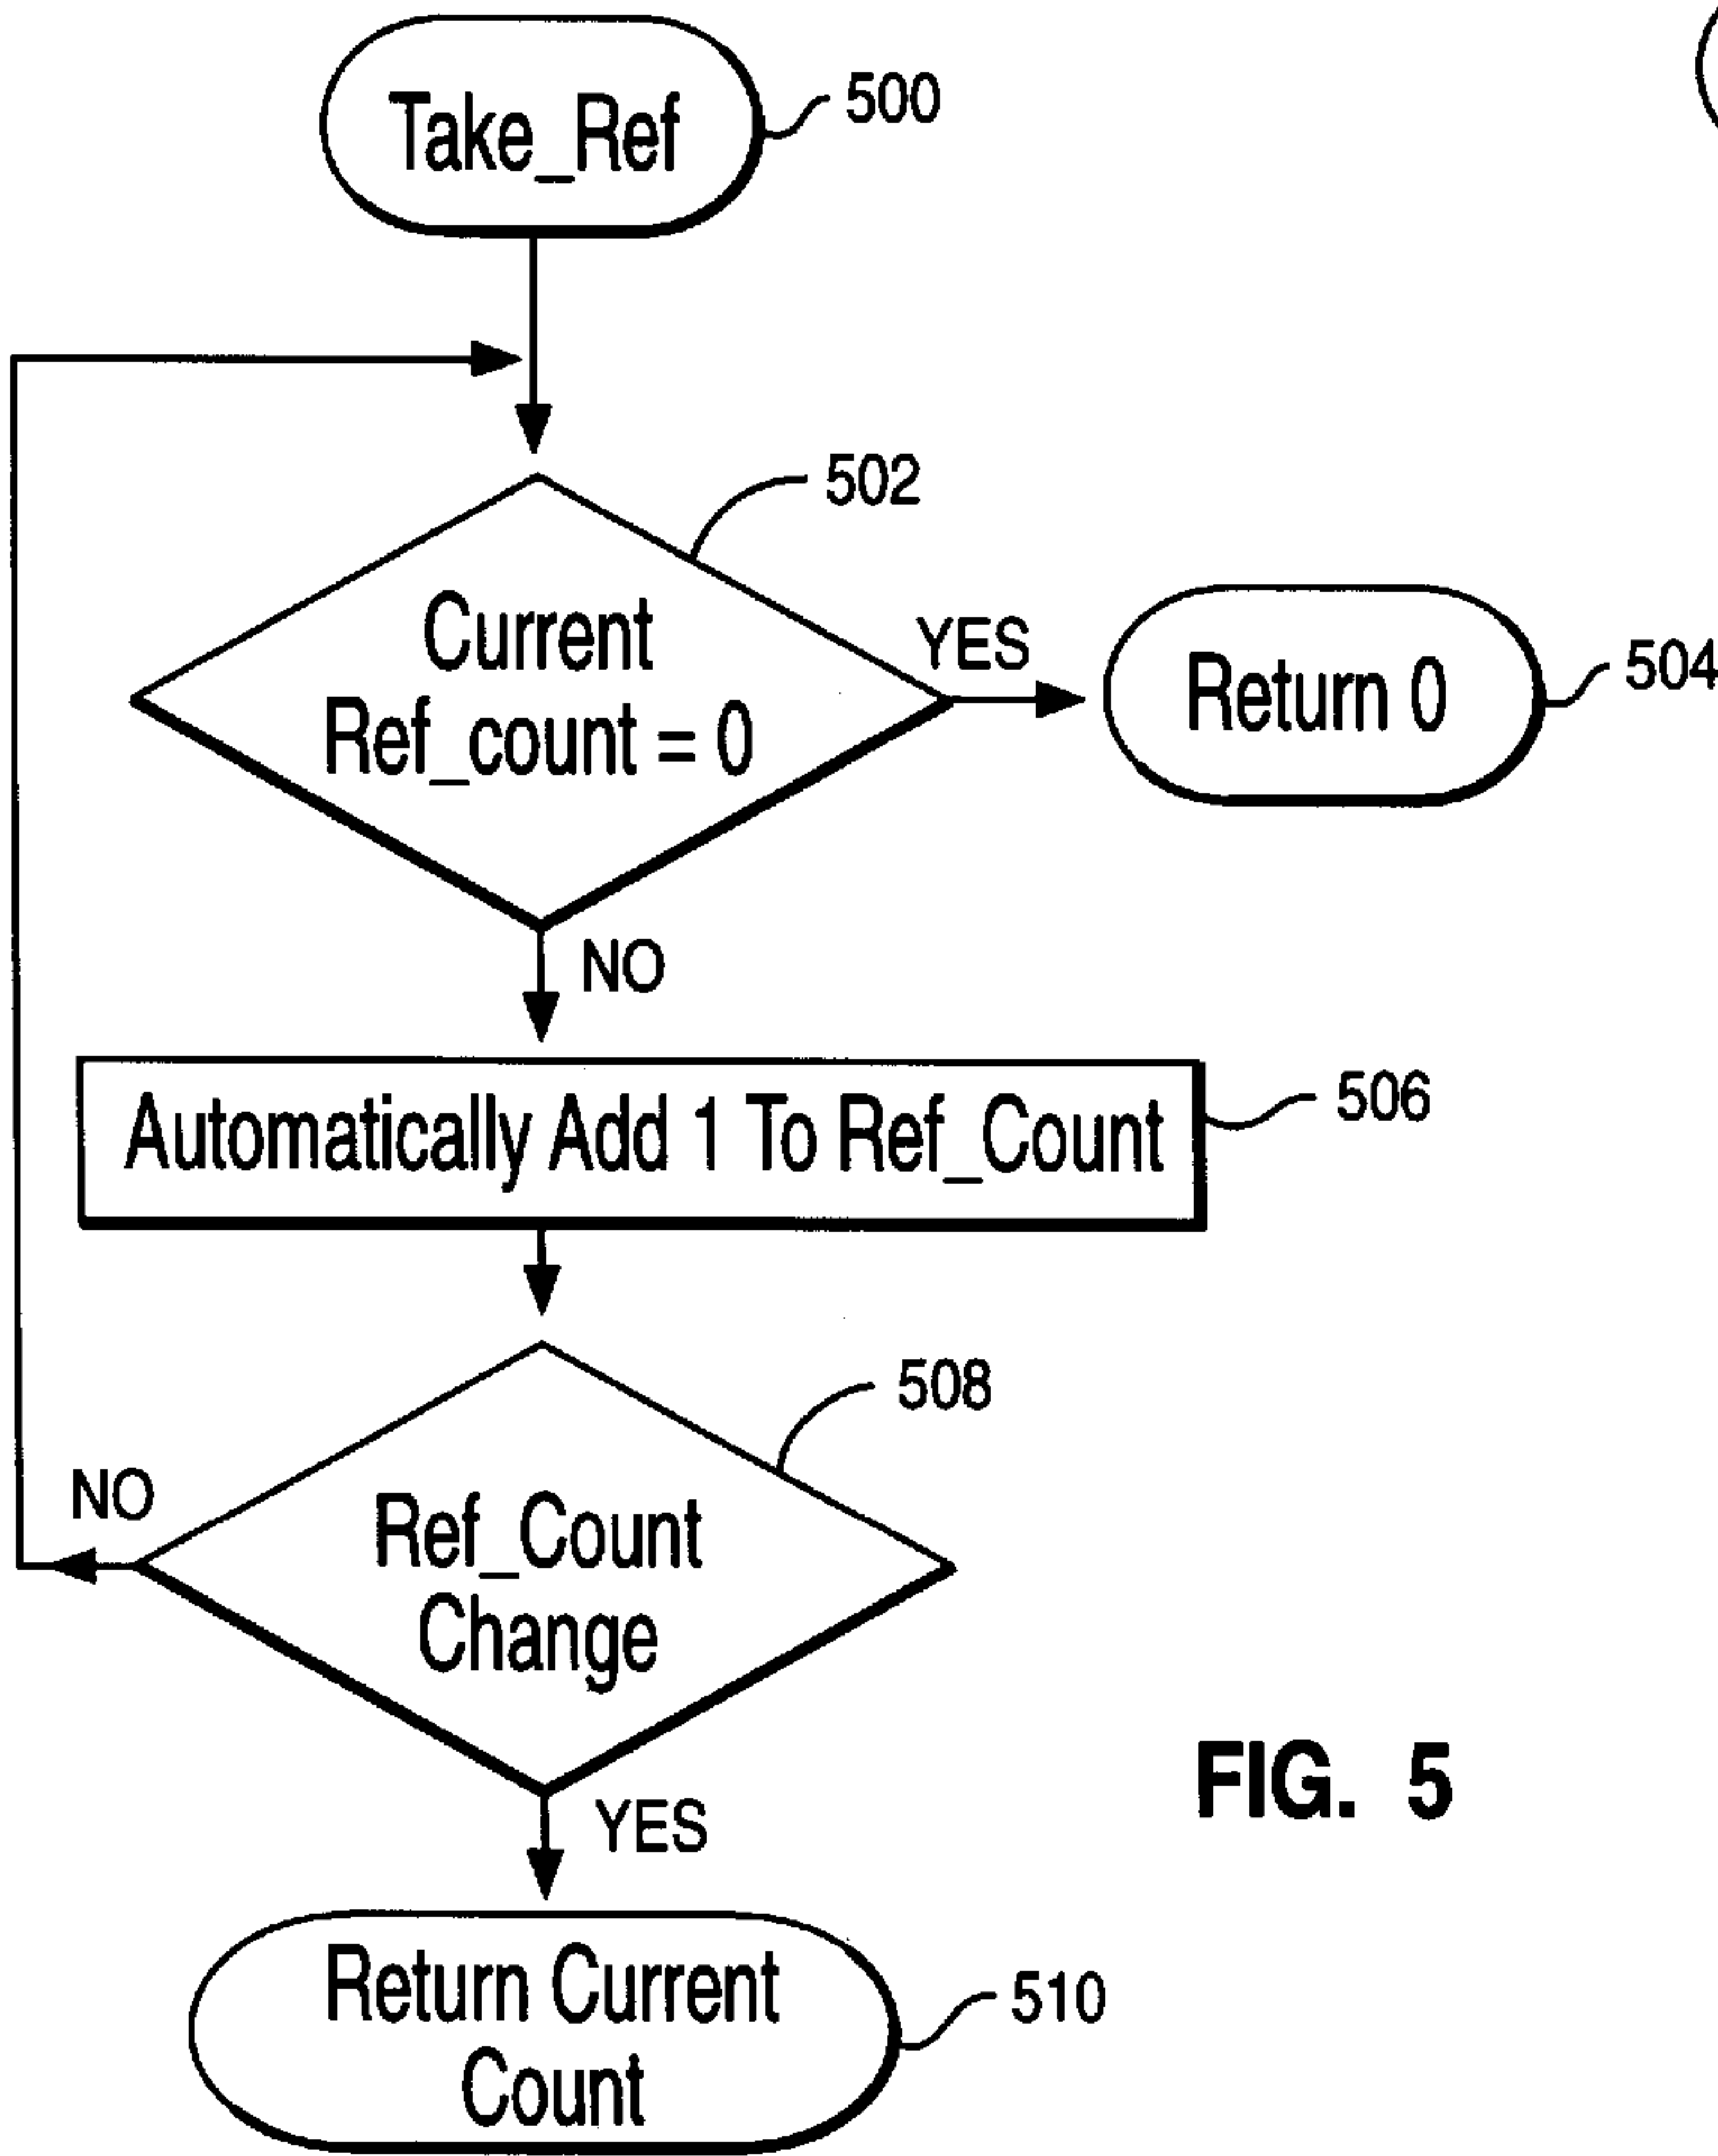 Take_Ref
500
502
Current
Ref_count = 0
YES
Return 0
504
NO
Automatically Add 1 To Ref_Count
506
508
NO
Ref_Count
Change
YES
FIG. 5
Return Current
Count
510